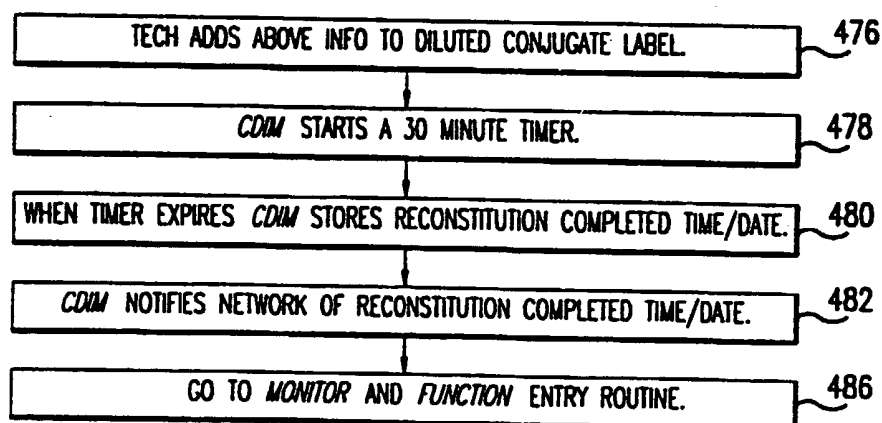 TECH ADDS ABOVE INFO TO DILUTED CONJUGATE LABEL. 476
CDIM STARTS A 30 MINUTE TIMER. 478
WHEN TIMER EXPIRES CDIM STORES RECONSTITUTION COMPLETED TIME/DATE. 480
CDIM NOTIFIES NETWORK OF RECONSTITUTION COMPLETED TIME/DATE. 482
GO TO MONITOR AND FUNCTION ENTRY ROUTINE. 486